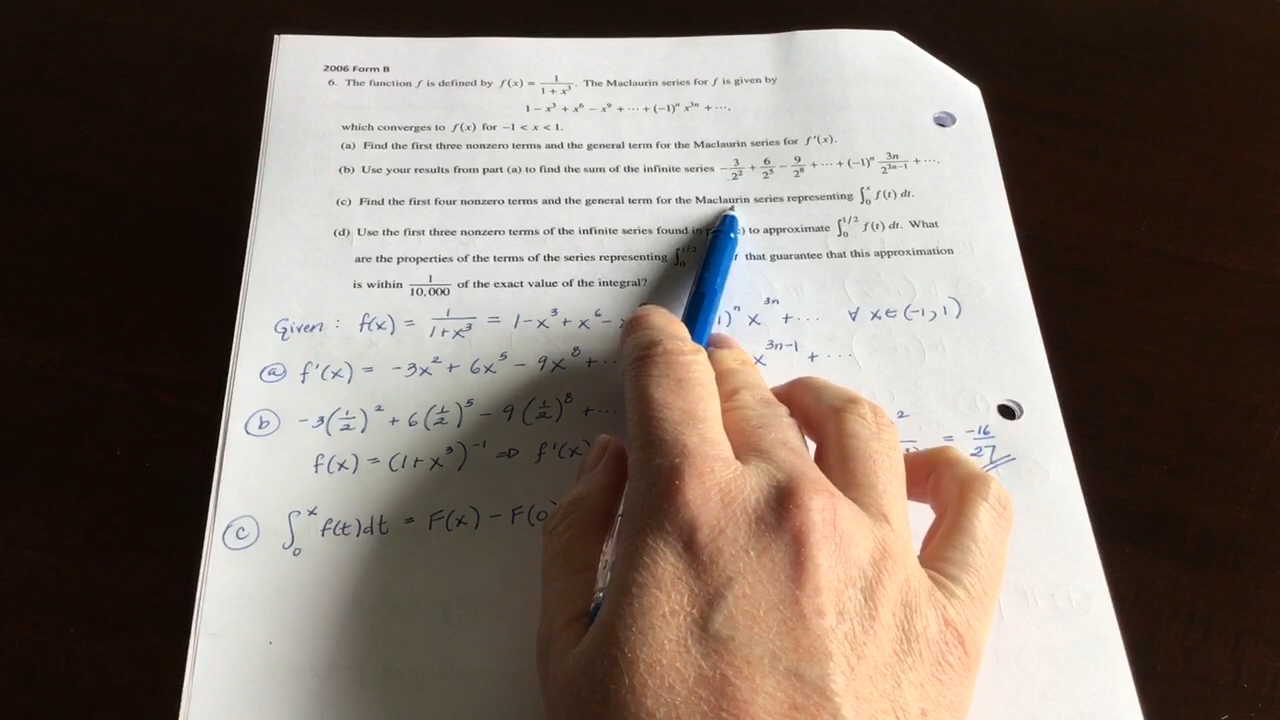 2006 Form B
6. The function f is defined by f(x) = 1/(1 + x³). The Maclaurin series for f is given by
1 − x³ + x⁶ − x⁹ + ⋯ + (−1)ⁿ x³ⁿ + ⋯,
which converges to f(x) for −1 < x < 1.
(a) Find the first three nonzero terms and the general term for the Maclaurin series for f′(x).
(b) Use your results from part (a) to find the sum of the infinite series −3/2² + 6/2⁵ − 9/2⁸ + ⋯ + (−1)ⁿ 3n/2³ⁿ⁻¹ + ⋯.
(c) Find the first four nonzero terms and the general term for the Maclaurin series representing ∫₀ˣ f(t) dt.
(d) Use the first three nonzero terms of the infinite series found in to approximate ∫₀^(1/2) f(t) dt. What
are the properties of the terms of the series representing ∫₀^(1/2) that guarantee that this approximation
is within 1/10,000 of the exact value of the integral?
Given : f(x) = 1/(1+x³) = 1−x³+x⁶− 1)ⁿ x³ⁿ +⋯ ∀ x∈(−1,1)
ⓐ f'(x) = −3x²+6x⁵−9x⁸+⋯ x³ⁿ⁻¹ +⋯
ⓑ −3(1/2)²+6(1/2)⁵−9(1/2)⁸+⋯ = −16/27
f(x) = (1+x³)⁻¹ ⇒ f'(x)
ⓒ ∫₀ˣ f(t)dt = F(x)−F(0)